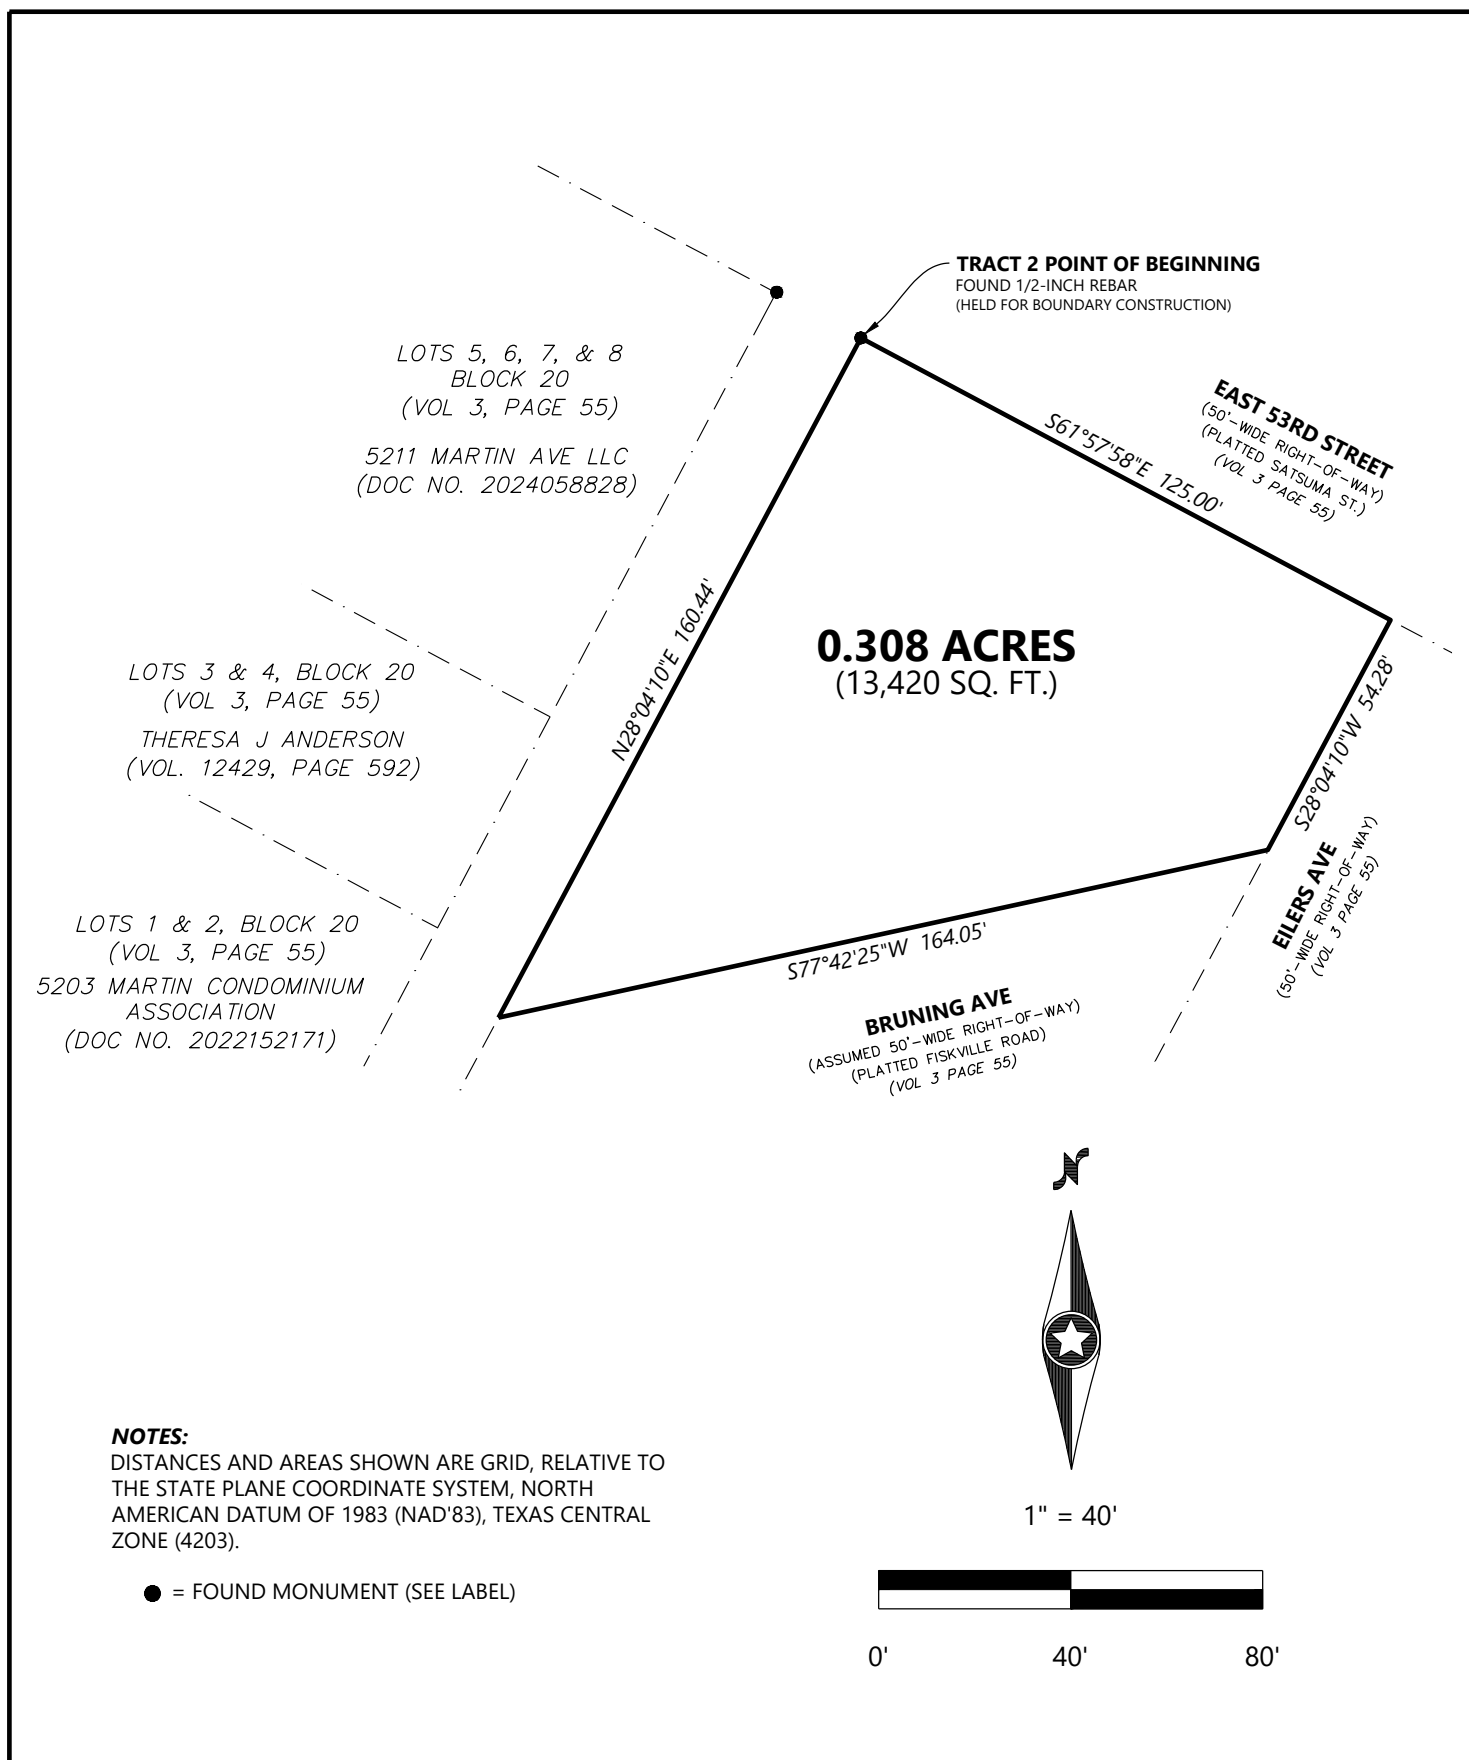 TRACT 2 POINT OF BEGINNING
FOUND 1/2-INCH REBAR
(HELD FOR BOUNDARY CONSTRUCTION)
LOTS 5, 6, 7, & 8
BLOCK 20
(VOL 3, PAGE 55)
5211 MARTIN AVE LLC
(DOC NO. 2024058828)
S61°57'58"E 125.00'
EAST 53RD STREET
(50'-WIDE RIGHT-OF-WAY)
(PLATTED SATSUMA ST.)
(VOL 3 PAGE 55)
N28°04'10"E 160.44'
0.308 ACRES
(13,420 SQ. FT.)
S28°04'10"W 54.28'
LOTS 3 & 4, BLOCK 20
(VOL 3, PAGE 55)
THERESA J ANDERSON
(VOL. 12429, PAGE 592)
EILERS AVE
(50'-WIDE RIGHT-OF-WAY)
(VOL 3 PAGE 55)
LOTS 1 & 2, BLOCK 20
(VOL 3, PAGE 55)
5203 MARTIN CONDOMINIUM
ASSOCIATION
(DOC NO. 2022152171)
S77°42'25"W 164.05'
BRUNING AVE
(ASSUMED 50'-WIDE RIGHT-OF-WAY)
(PLATTED FISKVILLE ROAD)
(VOL 3 PAGE 55)
N
NOTES:
DISTANCES AND AREAS SHOWN ARE GRID, RELATIVE TO
THE STATE PLANE COORDINATE SYSTEM, NORTH
AMERICAN DATUM OF 1983 (NAD'83), TEXAS CENTRAL
ZONE (4203).
= FOUND MONUMENT (SEE LABEL)
1" = 40'
0' 40' 80'